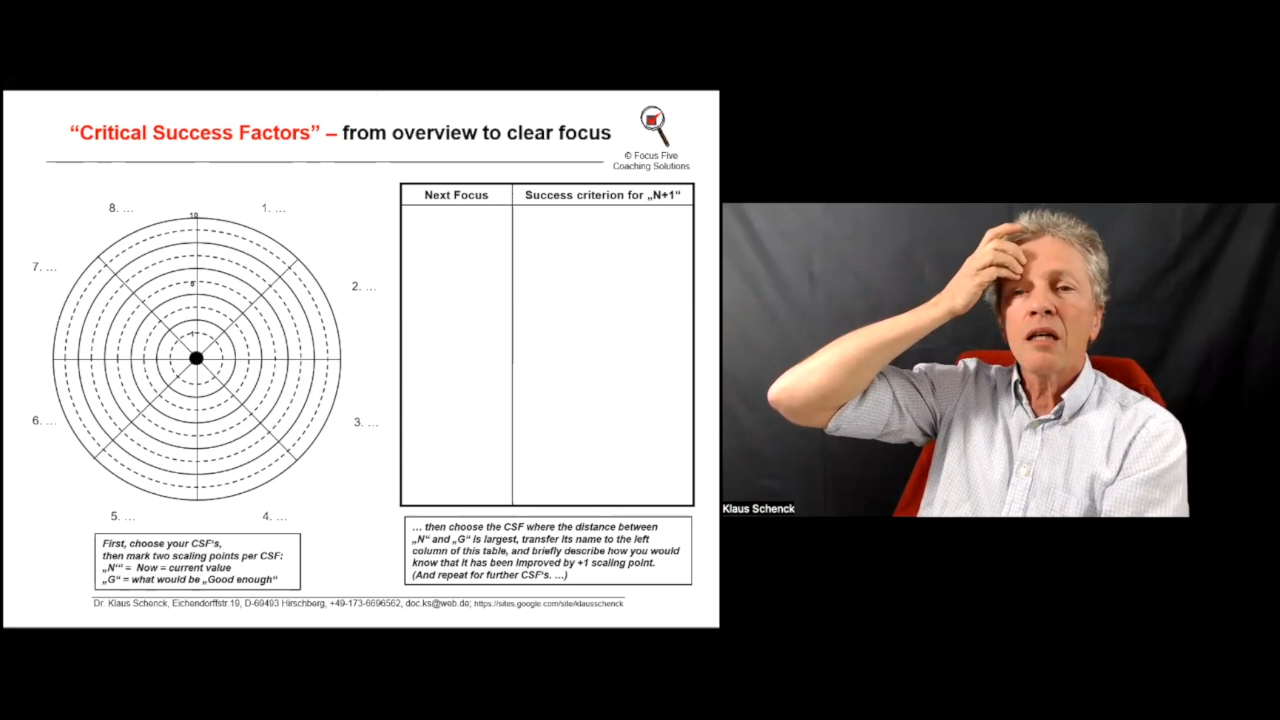 “Critical Success Factors” – from overview to clear focus
© Focus Five
Coaching Solutions
8. ...
1. ...
7. ...
2. ...
6. ...
3. ...
5. ...
4. ...
10
5
1
Next Focus
Success criterion for „N+1“
First, choose your CSF‘s,
then mark two scaling points per CSF:
„N‘“ = Now = current value
„G“ = what would be „Good enough“
... then choose the CSF where the distance between
„N“ and „G“ is largest, transfer its name to the left
column of this table, and briefly describe how you would
know that it has been improved by +1 scaling point.
(And repeat for further CSF‘s. ...)
Dr. Klaus Schenck, Eichendorffstr.19, D-69493 Hirschberg, +49-173-6696562, doc.ks@web.de; https://sites.google.com/site/klausschenck
Klaus Schenck